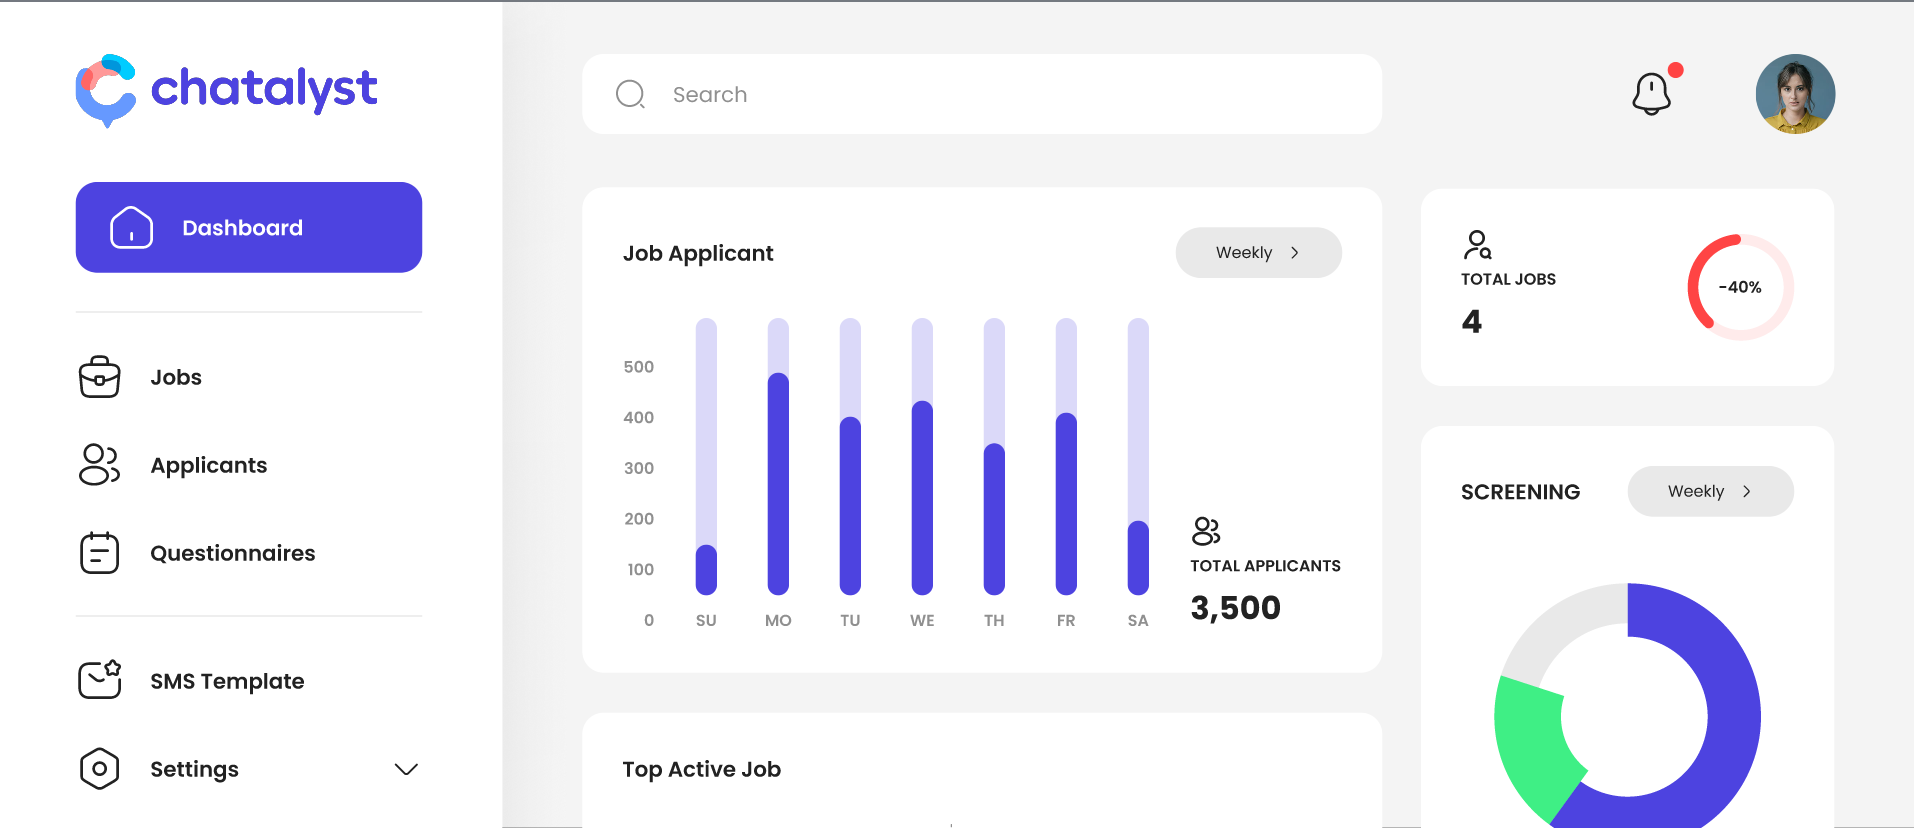 chatalyst
Dashboard
Jobs
Applicants
Questionnaires
SMS Template
Settings
Search
Job Applicant
Weekly
500
400
300
200
100
0
SU MO TU WE TH FR SA
TOTAL APPLICANTS
3,500
Top Active Job
TOTAL JOBS
4
-40%
SCREENING
Weekly